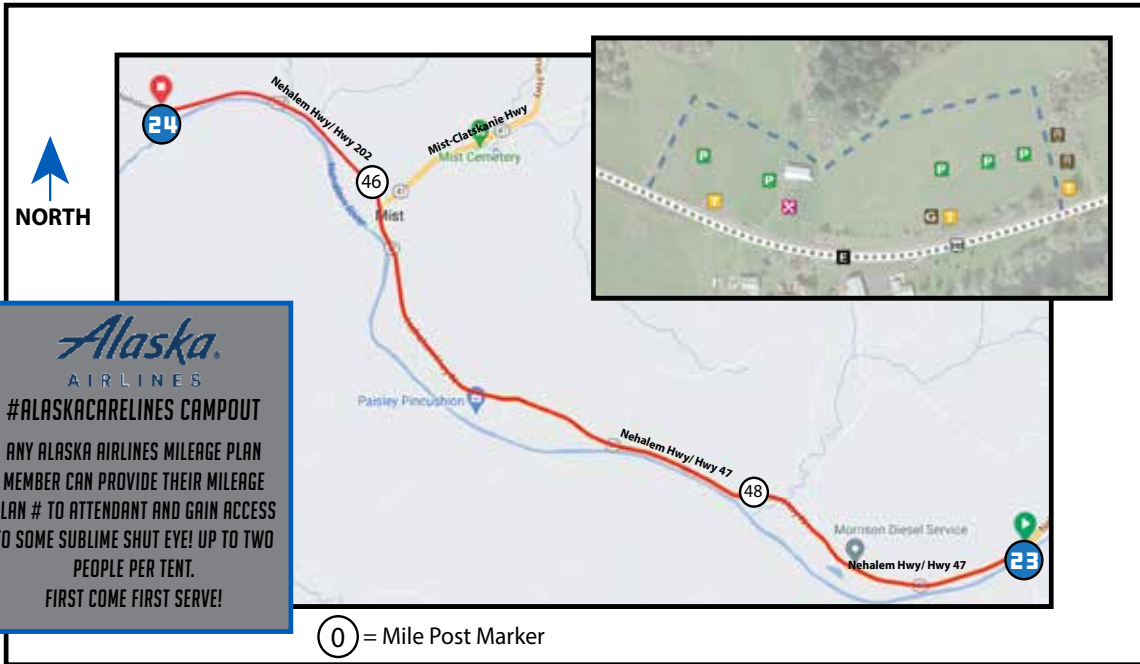 24
Nehalem Hwy/ Hwy 202
46
Mist-Clatskanie Hwy
Mist Cemetery
47
Mist
NORTH
P
P
P
P
P
T
G
T
T
E
Alaska.
AIRLINES
#ALASKACARELINES CAMPOUT
ANY ALASKA AIRLINES MILEAGE PLAN
MEMBER CAN PROVIDE THEIR MILEAGE
LAN # TO ATTENDANT AND GAIN ACCESS
O SOME SUBLIME SHUT EYE! UP TO TWO
PEOPLE PER TENT.
FIRST COME FIRST SERVE!
Paisley Pincushion
Nehalem Hwy/ Hwy 47
48
Morrison Diesel Service
Nehalem Hwy/ Hwy 47
23
0 = Mile Post Marker